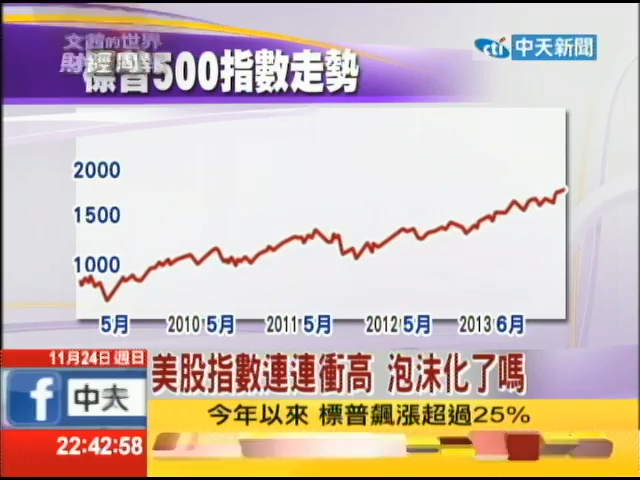 文茜的世界
財經周報
標普500指數走勢
cti 中天新聞
2000
1500
1000
5月 2010 5月 2011 5月 2012 5月 2013 6月
11月24日 週日
美股指數連連衝高 泡沫化了嗎
f 中天
今年以來 標普飆漲超過25%
22:42:58